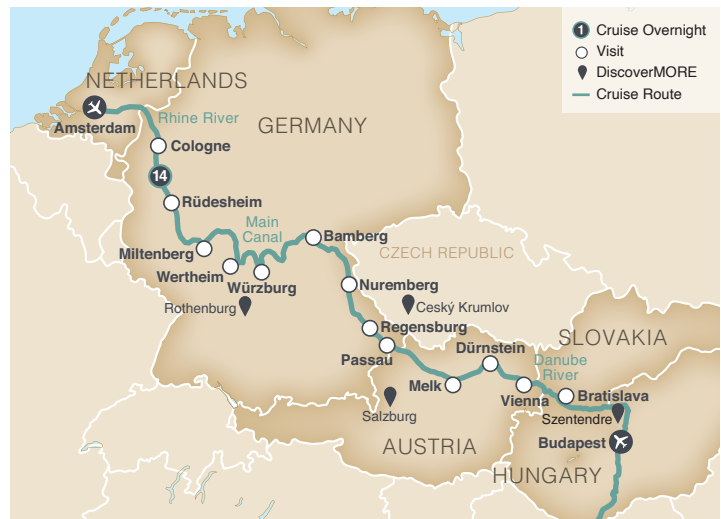 1 Cruise Overnight
Visit
DiscoverMORE
Cruise Route
NETHERLANDS
Amsterdam
Rhine River
GERMANY
Cologne
14
Rüdesheim
Main
Canal
Bamberg
Miltenberg
Wertheim
Würzburg
CZECH REPUBLIC
Nuremberg
Rothenburg
Ceský Krumlov
Regensburg
SLOVAKIA
Passau
Dürnstein
Danube
River
Melk
Vienna
Bratislava
Salzburg
Szentendre
AUSTRIA
Budapest
HUNGARY